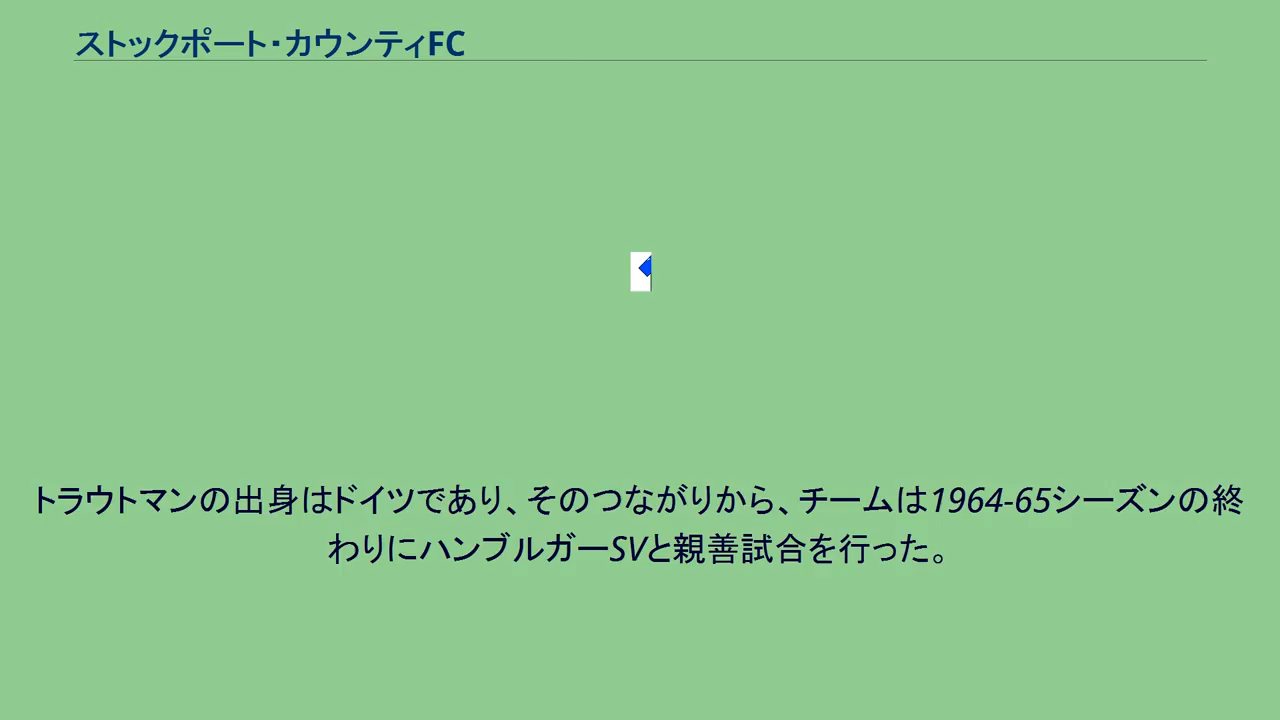 ストックポート・カウンティFC
トラウトマンの出身はドイツであり、そのつながりから、チームは1964-65シーズンの終
わりにハンブルガーSVと親善試合を行った。